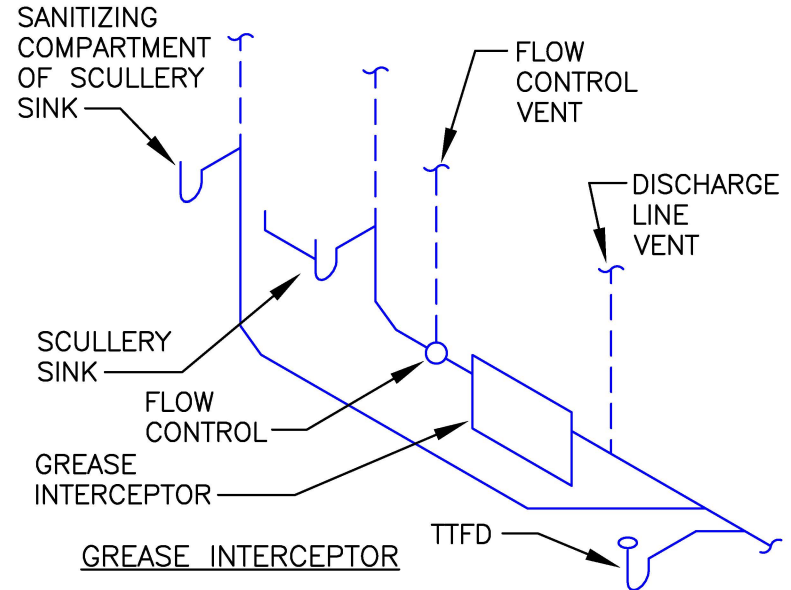 SANITIZING
COMPARTMENT
OF SCULLERY
SINK
FLOW
CONTROL
VENT
DISCHARGE
LINE
VENT
SCULLERY
SINK
FLOW
CONTROL
GREASE
INTERCEPTOR
TTFD
GREASE INTERCEPTOR